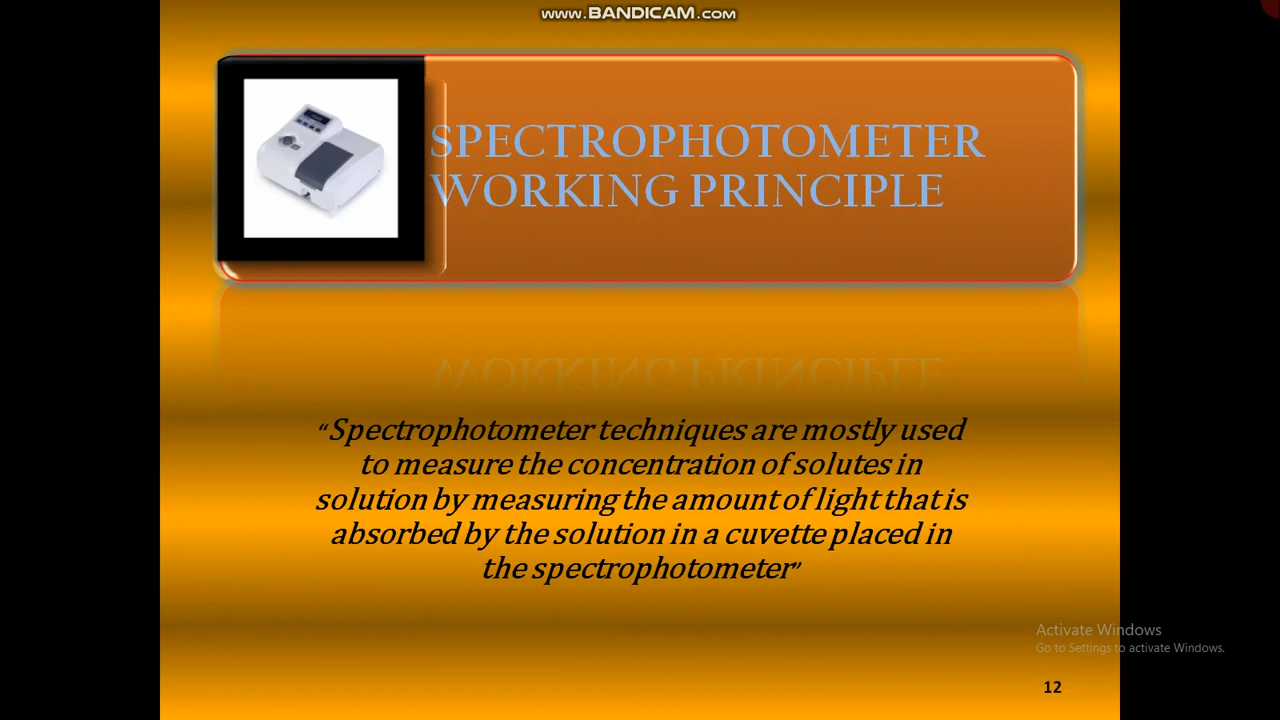 www.BANDICAM.com
SPECTROPHOTOMETER
WORKING PRINCIPLE
WORKING PRINCIPLE
“Spectrophotometer techniques are mostly used
to measure the concentration of solutes in
solution by measuring the amount of light that is
absorbed by the solution in a cuvette placed in
the spectrophotometer”
Activate Windows
Go to Settings to activate Windows.
12